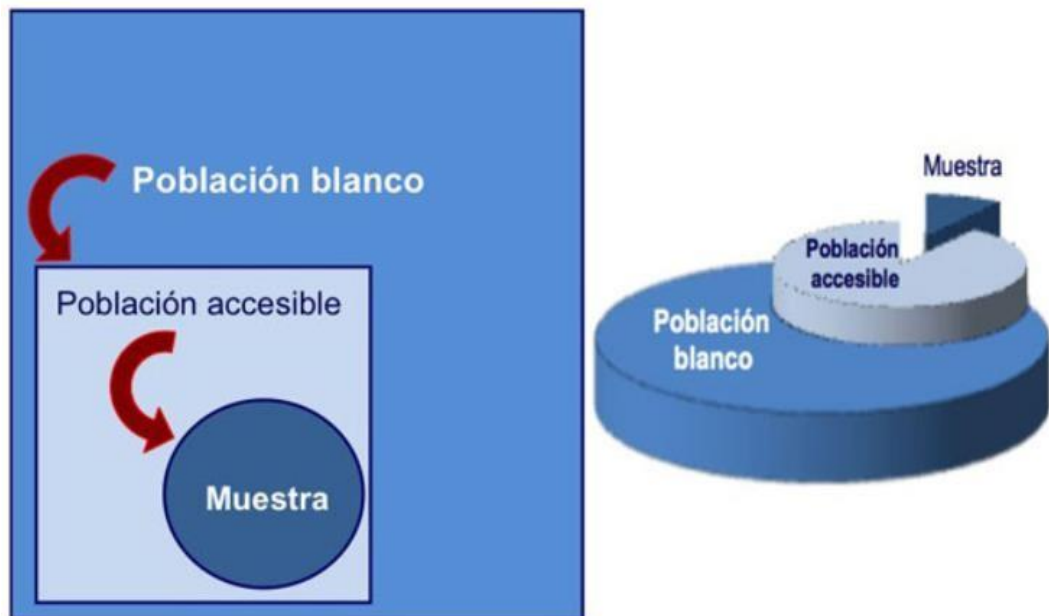 Población blanco
Población accesible
Muestra
Muestra
Población
accesible
Población
blanco